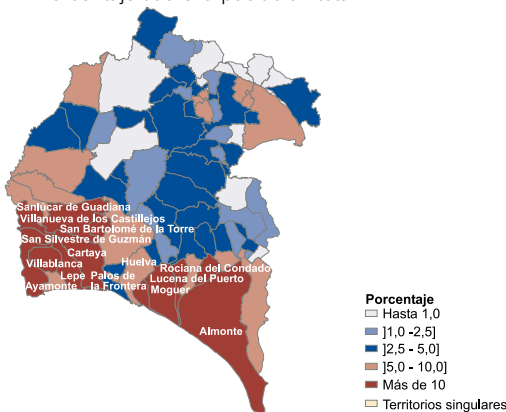 Sanlúcar de Guadiana
Villanueva de los Castillejos
San Bartolomé de la Torre
San Silvestre de Guzmán
Cartaya
Villablanca
Huelva
Rociana del Condado
Lepe
Palos de
la Frontera
Lucena del Puerto
Ayamonte
Moguer
Almonte
Porcentaje
Hasta 1,0
]1,0 -2,5]
]2,5 - 5,0]
]5,0 - 10,0]
Más de 10
Territorios singulares